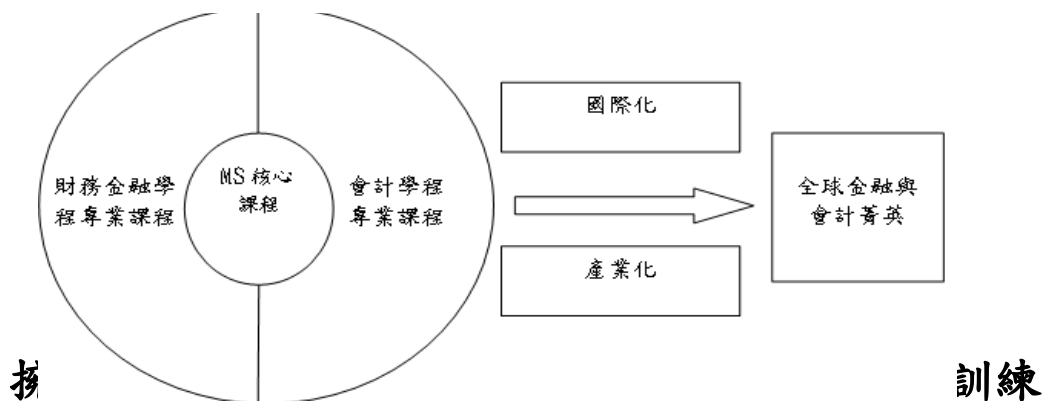 國際化
財務金融學
程專業課程
MS 核心
課程
會計學程
專業課程
全球金融與
會計菁英
產業化
訓練